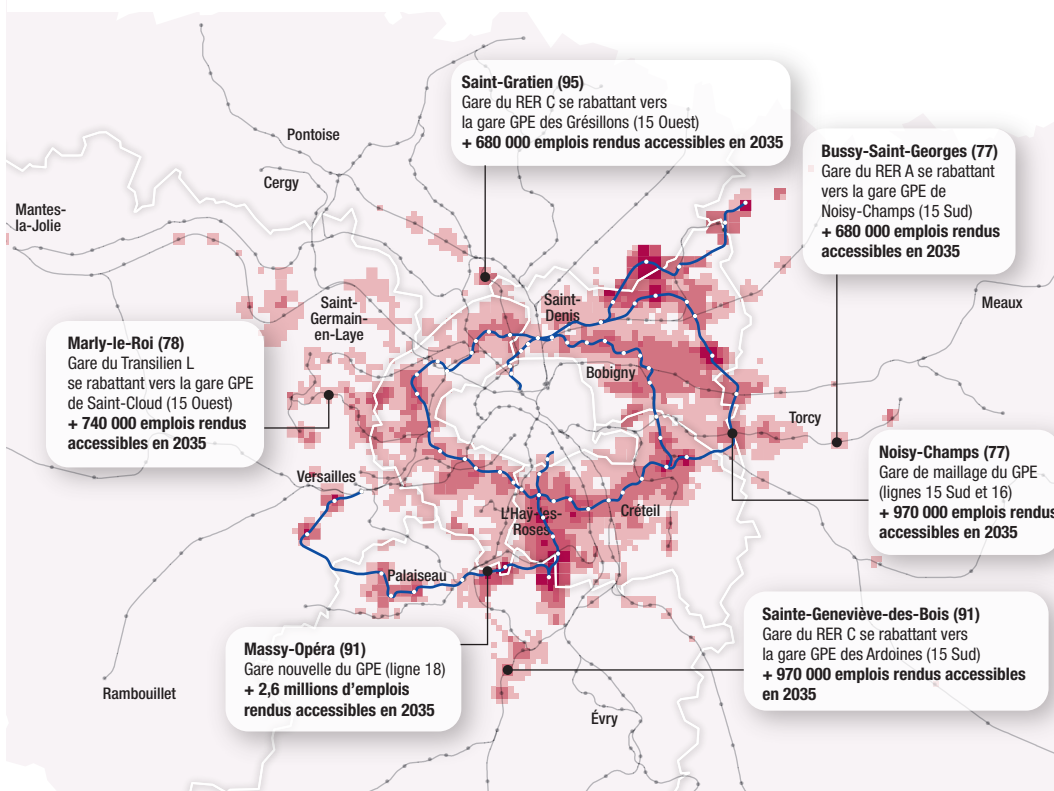 Saint-Gratien (95)
Gare du RER C se rabattant vers
la gare GPE des Grésillons (15 Ouest)
+ 680 000 emplois rendus accessibles en 2035
Bussy-Saint-Georges (77)
Gare du RER A se rabattant
vers la gare GPE de
Noisy-Champs (15 Sud)
+ 680 000 emplois rendus
accessibles en 2035
Pontoise
Cergy
Mantes-
la-Jolie
Saint-
Germain-
en-Laye
Saint-
Denis
Meaux
Marly-le-Roi (78)
Gare du Transilien L
se rabattant vers la gare GPE
de Saint-Cloud (15 Ouest)
+ 740 000 emplois rendus
accessibles en 2035
Bobigny
Torcy
Noisy-Champs (77)
Gare de maillage du GPE
(lignes 15 Sud et 16)
+ 970 000 emplois rendus
accessibles en 2035
Versailles
L'Haÿ-les-
Roses
Créteil
Palaiseau
Massy-Opéra (91)
Gare nouvelle du GPE (ligne 18)
+ 2,6 millions d'emplois
rendus accessibles en 2035
Sainte-Geneviève-des-Bois (91)
Gare du RER C se rabattant vers
la gare GPE des Ardoines (15 Sud)
+ 970 000 emplois rendus accessibles
en 2035
Rambouillet
Évry